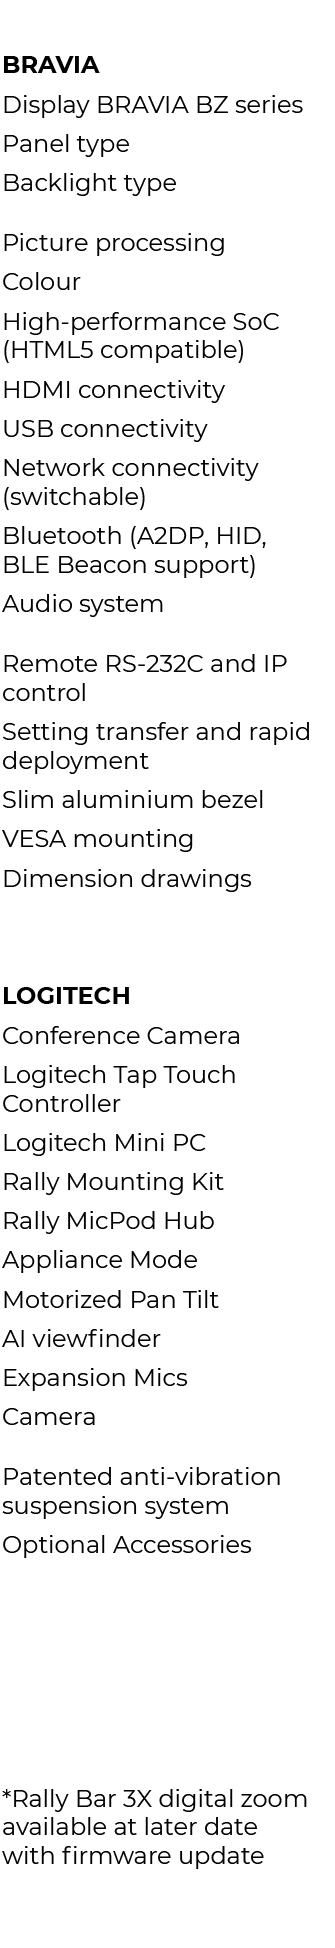 BRAVIA
Display BRAVIA BZ series
Panel type
Backlight type
Picture processing
Colour
High-performance SoC
(HTML5 compatible)
HDMI connectivity
USB connectivity
Network connectivity
(switchable)
Bluetooth (A2DP, HID,
BLE Beacon support)
Audio system
Remote RS-232C and IP
control
Setting transfer and rapid
deployment
Slim aluminium bezel
VESA mounting
Dimension drawings
LOGITECH
Conference Camera
Logitech Tap Touch
Controller
Logitech Mini PC
Rally Mounting Kit
Rally MicPod Hub
Appliance Mode
Motorized Pan Tilt
AI viewfinder
Expansion Mics
Camera
Patented anti-vibration
suspension system
Optional Accessories
*Rally Bar 3X digital zoom
available at later date
with firmware update